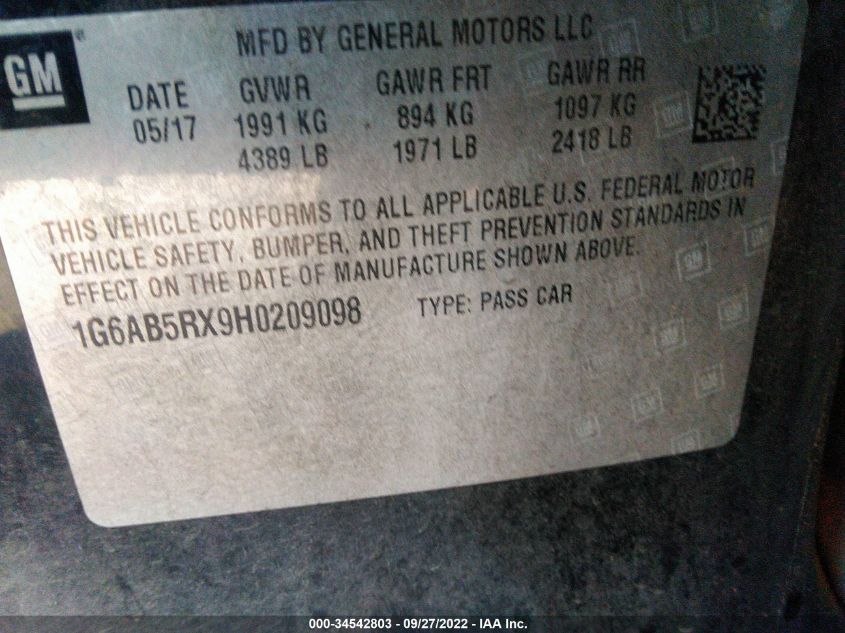 GM
MFD BY GENERAL MOTORS LLC
DATE GVWR GAWR FRT GAWR RR
05/17 1991 KG 894 KG 1097 KG
4389 LB 1971 LB 2418 LB
THIS VEHICLE CONFORMS TO ALL APPLICABLE U.S. FEDERAL MOTOR
VEHICLE SAFETY, BUMPER, AND THEFT PREVENTION STANDARDS IN
EFFECT ON THE DATE OF MANUFACTURE SHOWN ABOVE.
1G6AB5RX9H0209098 TYPE: PASS CAR
000-34542803 - 09/27/2022 - IAA Inc.